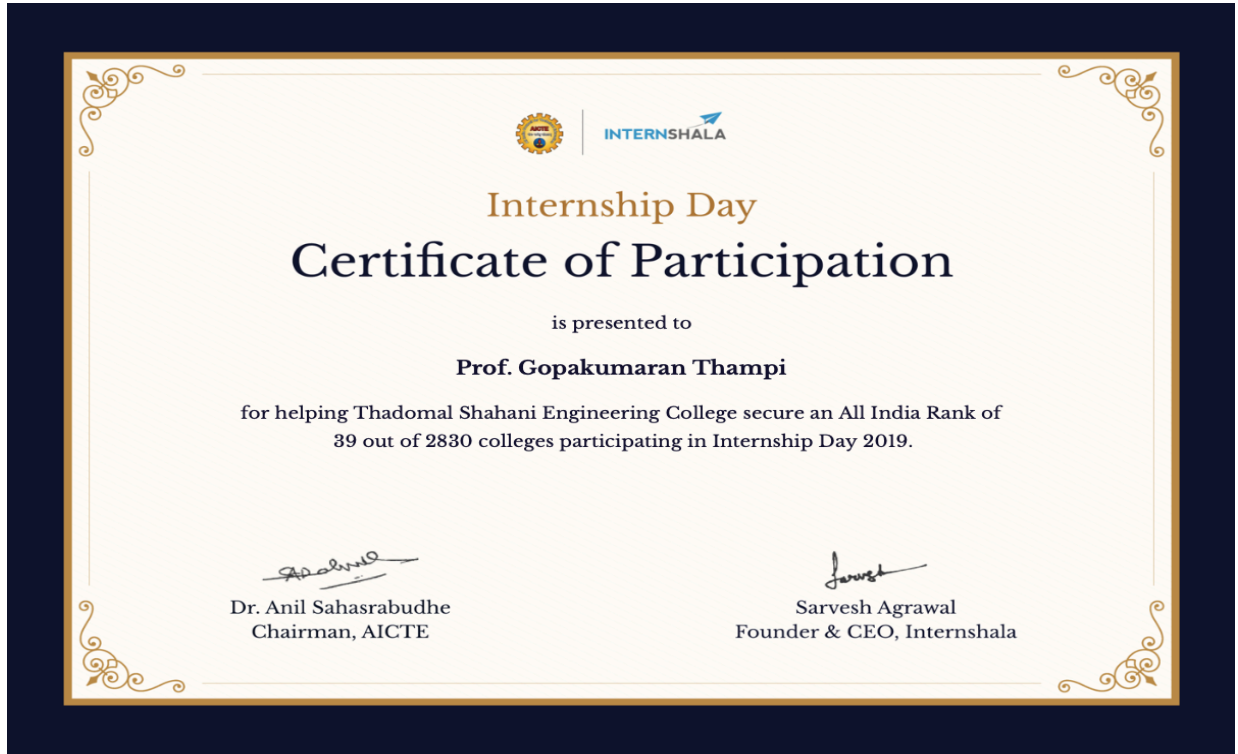 AICTE
INTERNSHALA
Internship Day
Certificate of Participation
is presented to
Prof. Gopakumaran Thampi
for helping Thadomal Shahani Engineering College secure an All India Rank of
39 out of 2830 colleges participating in Internship Day 2019.
Dr. Anil Sahasrabudhe
Chairman, AICTE
Sarvesh Agrawal
Founder & CEO, Internshala